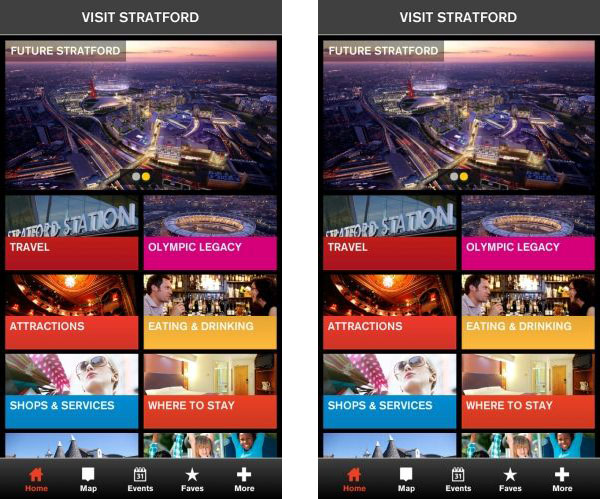 VISIT STRATFORD
FUTURE STRATFORD
STRATFORD STATION
TRAVEL
OLYMPIC LEGACY
ATTRACTIONS
EATING & DRINKING
SHOPS & SERVICES
WHERE TO STAY
31
Home
Map
Events
Faves
More
VISIT STRATFORD
FUTURE STRATFORD
STRATFORD STATION
TRAVEL
OLYMPIC LEGACY
ATTRACTIONS
EATING & DRINKING
SHOPS & SERVICES
WHERE TO STAY
31
Home
Map
Events
Faves
More